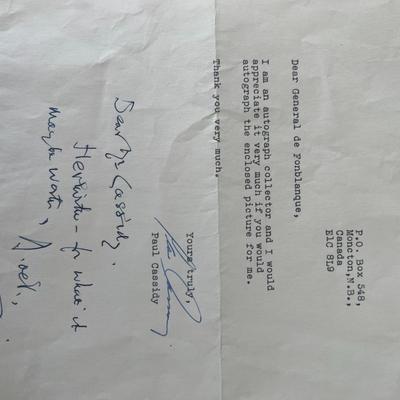 P.O. Box 548,
Moncton, N.B.,
Canada
E1C 8L9
Dear General de Fonblanque,
I am an autograph collector and I would
appreciate it very much if you would
autograph the enclosed picture for me.
Thank you very much.
Yours truly,
Paul Cassidy
Dear Mr Cassidy,
Herewith - for what it
maybe worth,